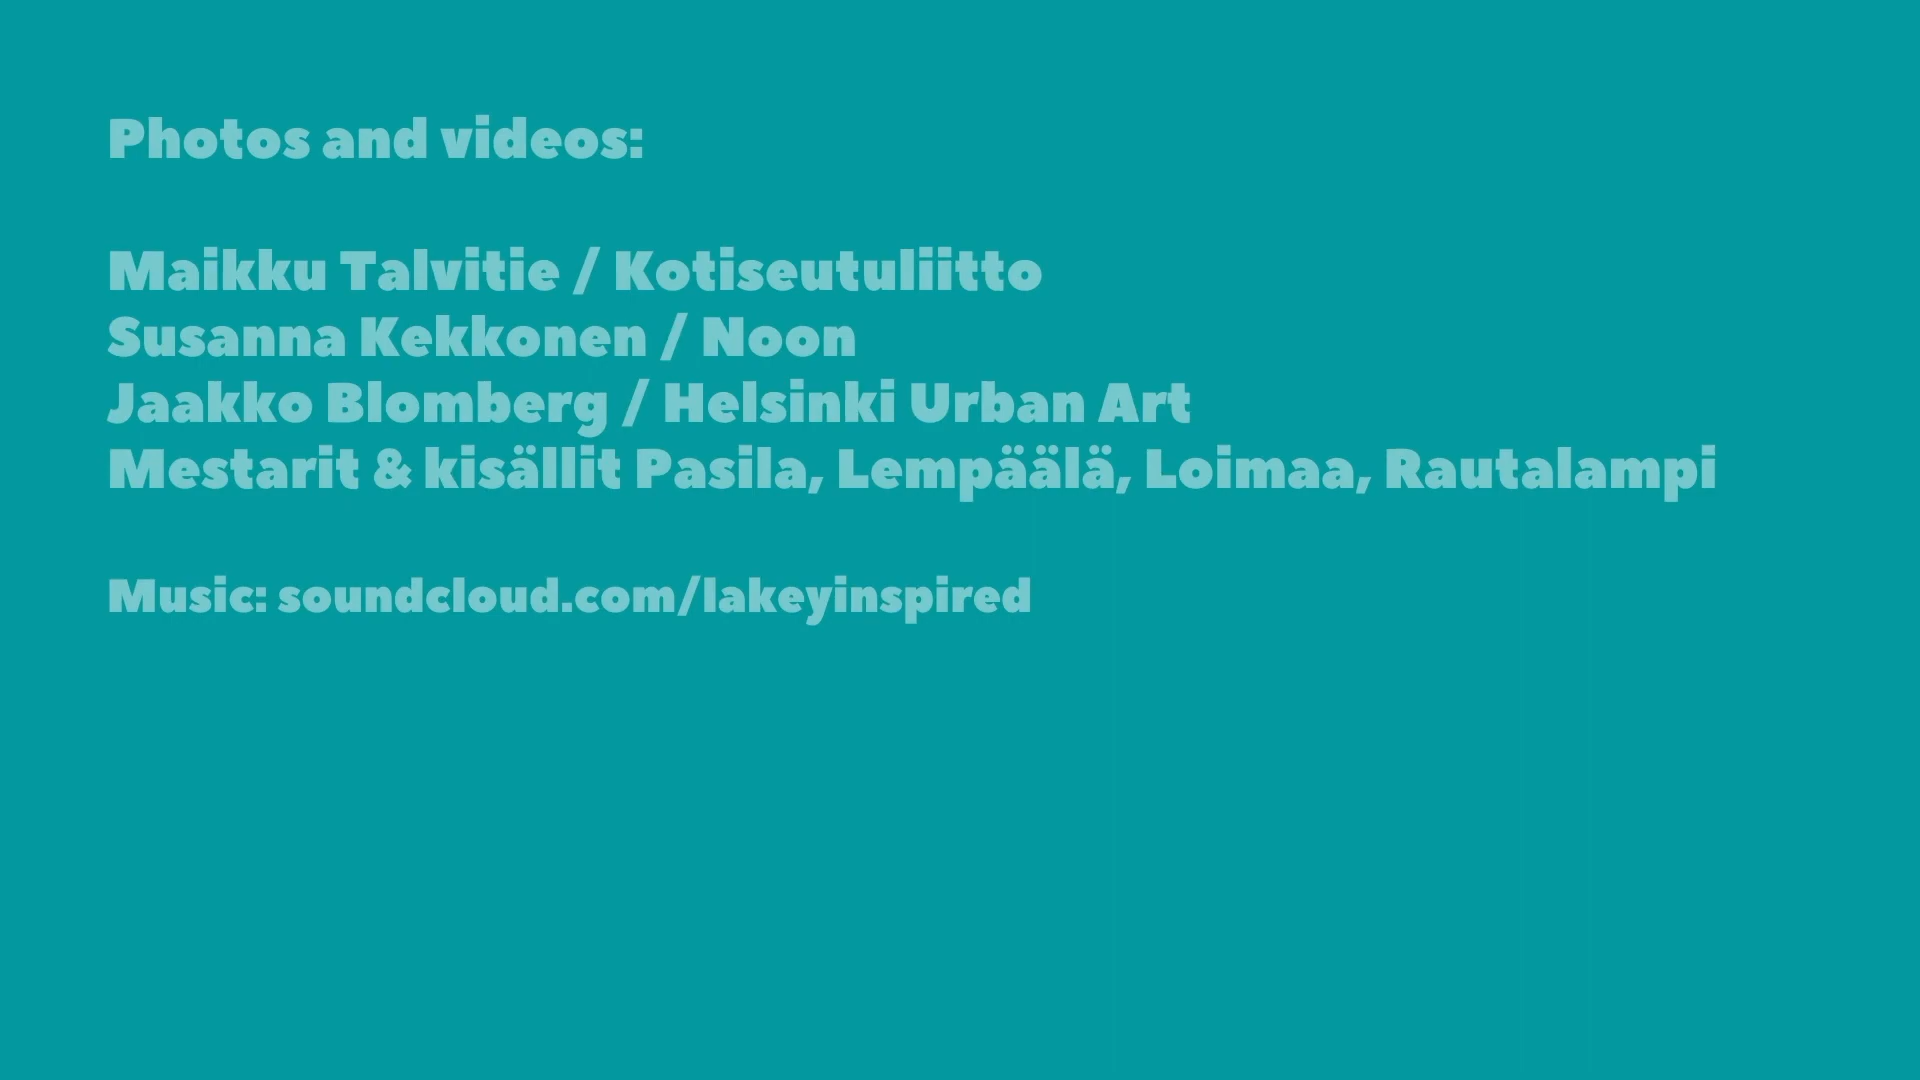 Photos and videos:
Maikku Talvitie / Kotiseutuliitto
Susanna Kekkonen / Noon
Jaakko Blomberg / Helsinki Urban Art
Mestarit & kisällit Pasila, Lempäälä, Loimaa, Rautalampi
Music: soundcloud.com/lakeyinspired